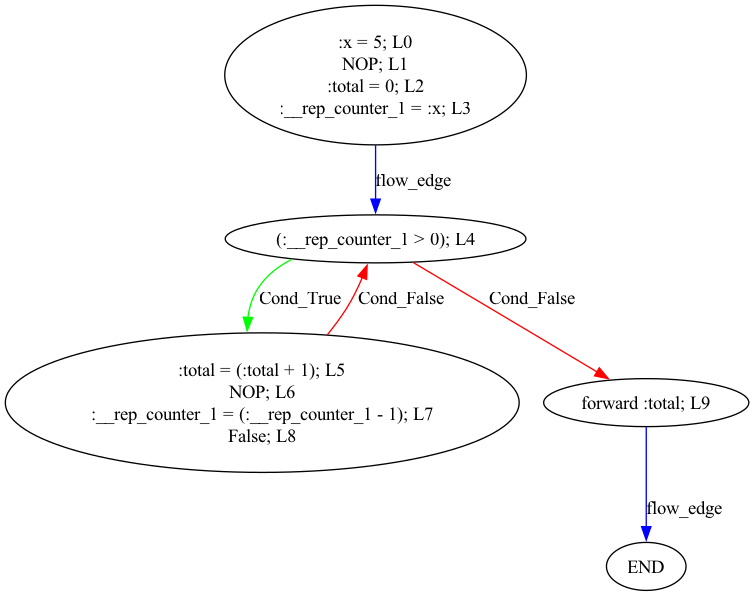 :x = 5; L0
NOP; L1
:total = 0; L2
:__rep_counter_1 = :x; L3
flow_edge
(:__rep_counter_1 > 0); L4
Cond_True
Cond_False
Cond_False
:total = (:total + 1); L5
NOP; L6
:__rep_counter_1 = (:__rep_counter_1 - 1); L7
False; L8
forward :total; L9
flow_edge
END